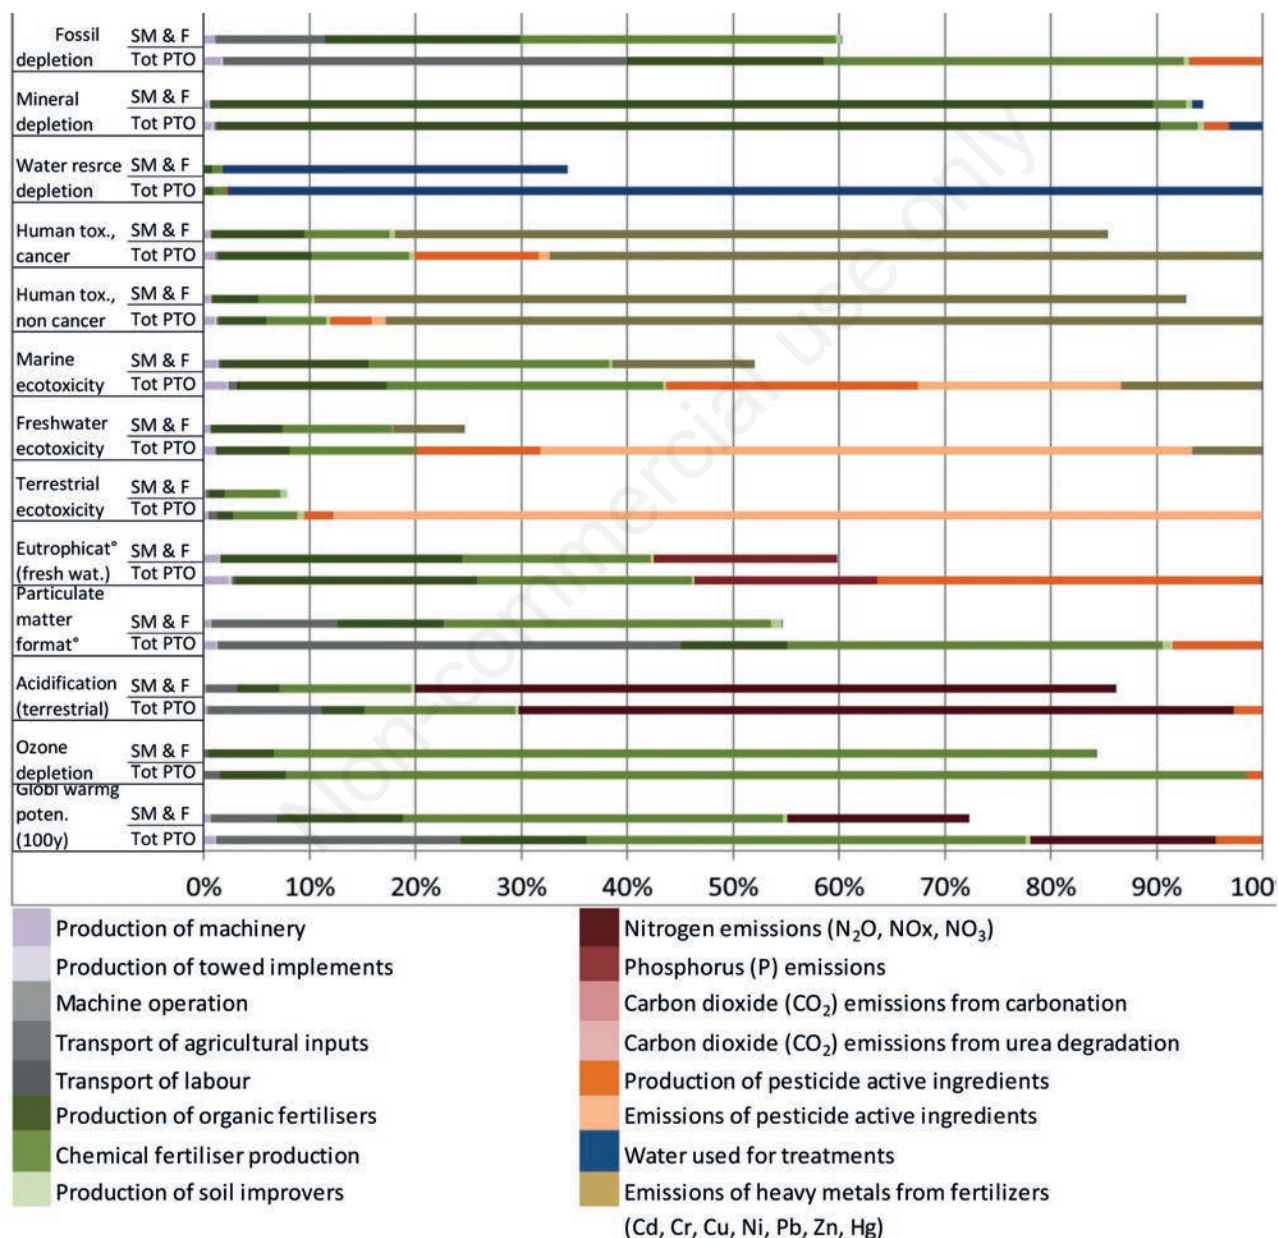 Fossil SM & F
depletion Tot PTO
Mineral SM & F
depletion Tot PTO
Water resrce SM & F
depletion Tot PTO
Human tox., SM & F
cancer Tot PTO
Human tox., SM & F
non cancer Tot PTO
Marine SM & F
ecotoxicity Tot PTO
Freshwater SM & F
ecotoxicity Tot PTO
Terrestrial SM & F
ecotoxicity Tot PTO
Eutrophicat° SM & F
(fresh wat.) Tot PTO
Particulate
matter SM & F
format° Tot PTO
Acidification SM & F
(terrestrial) Tot PTO
Ozone SM & F
depletion Tot PTO
Globl warmg
poten. SM & F
(100y) Tot PTO
0% 10% 20% 30% 40% 50% 60% 70% 80% 90% 100
Production of machinery
Production of towed implements
Machine operation
Transport of agricultural inputs
Transport of labour
Production of organic fertilisers
Chemical fertiliser production
Production of soil improvers
Nitrogen emissions (N₂O, NOx, NO₃)
Phosphorus (P) emissions
Carbon dioxide (CO₂) emissions from carbonation
Carbon dioxide (CO₂) emissions from urea degradation
Production of pesticide active ingredients
Emissions of pesticide active ingredients
Water used for treatments
Emissions of heavy metals from fertilizers
(Cd, Cr, Cu, Ni, Pb, Zn, Hg)
Non-commercial use only